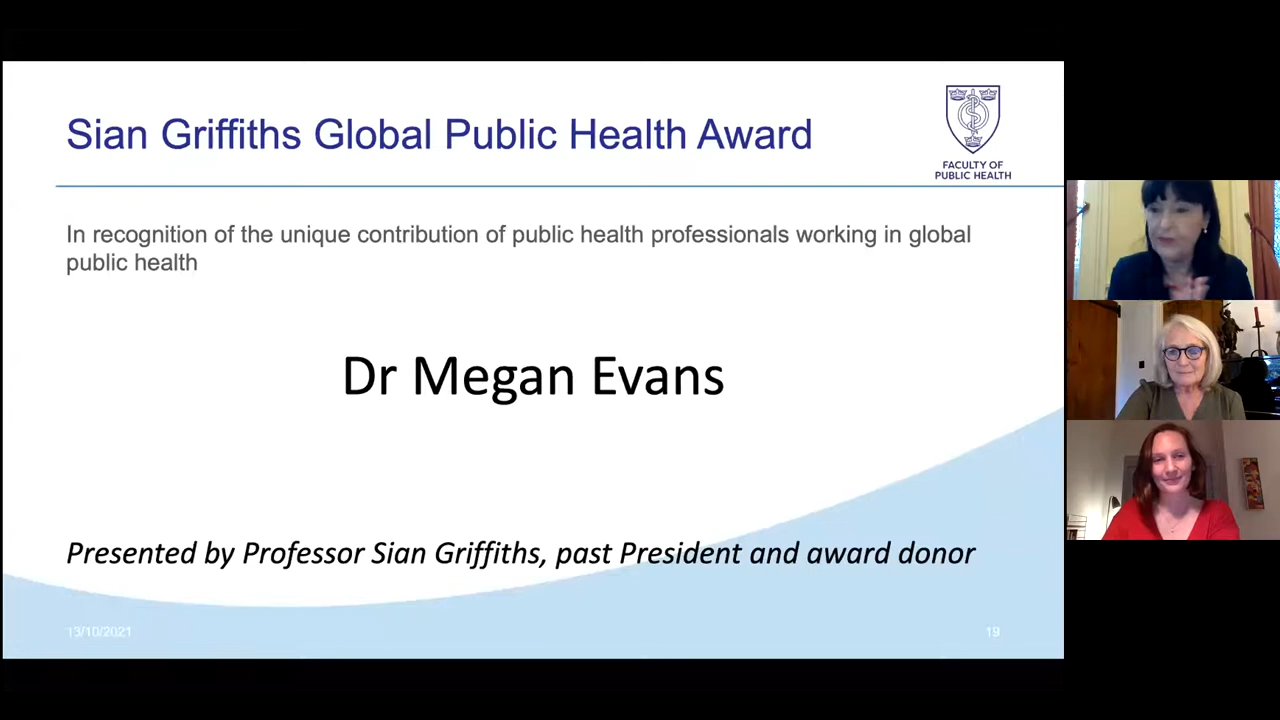 Sian Griffiths Global Public Health Award
FACULTY OF
PUBLIC HEALTH
In recognition of the unique contribution of public health professionals working in global
public health
Dr Megan Evans
Presented by Professor Sian Griffiths, past President and award donor
13/10/2021
19